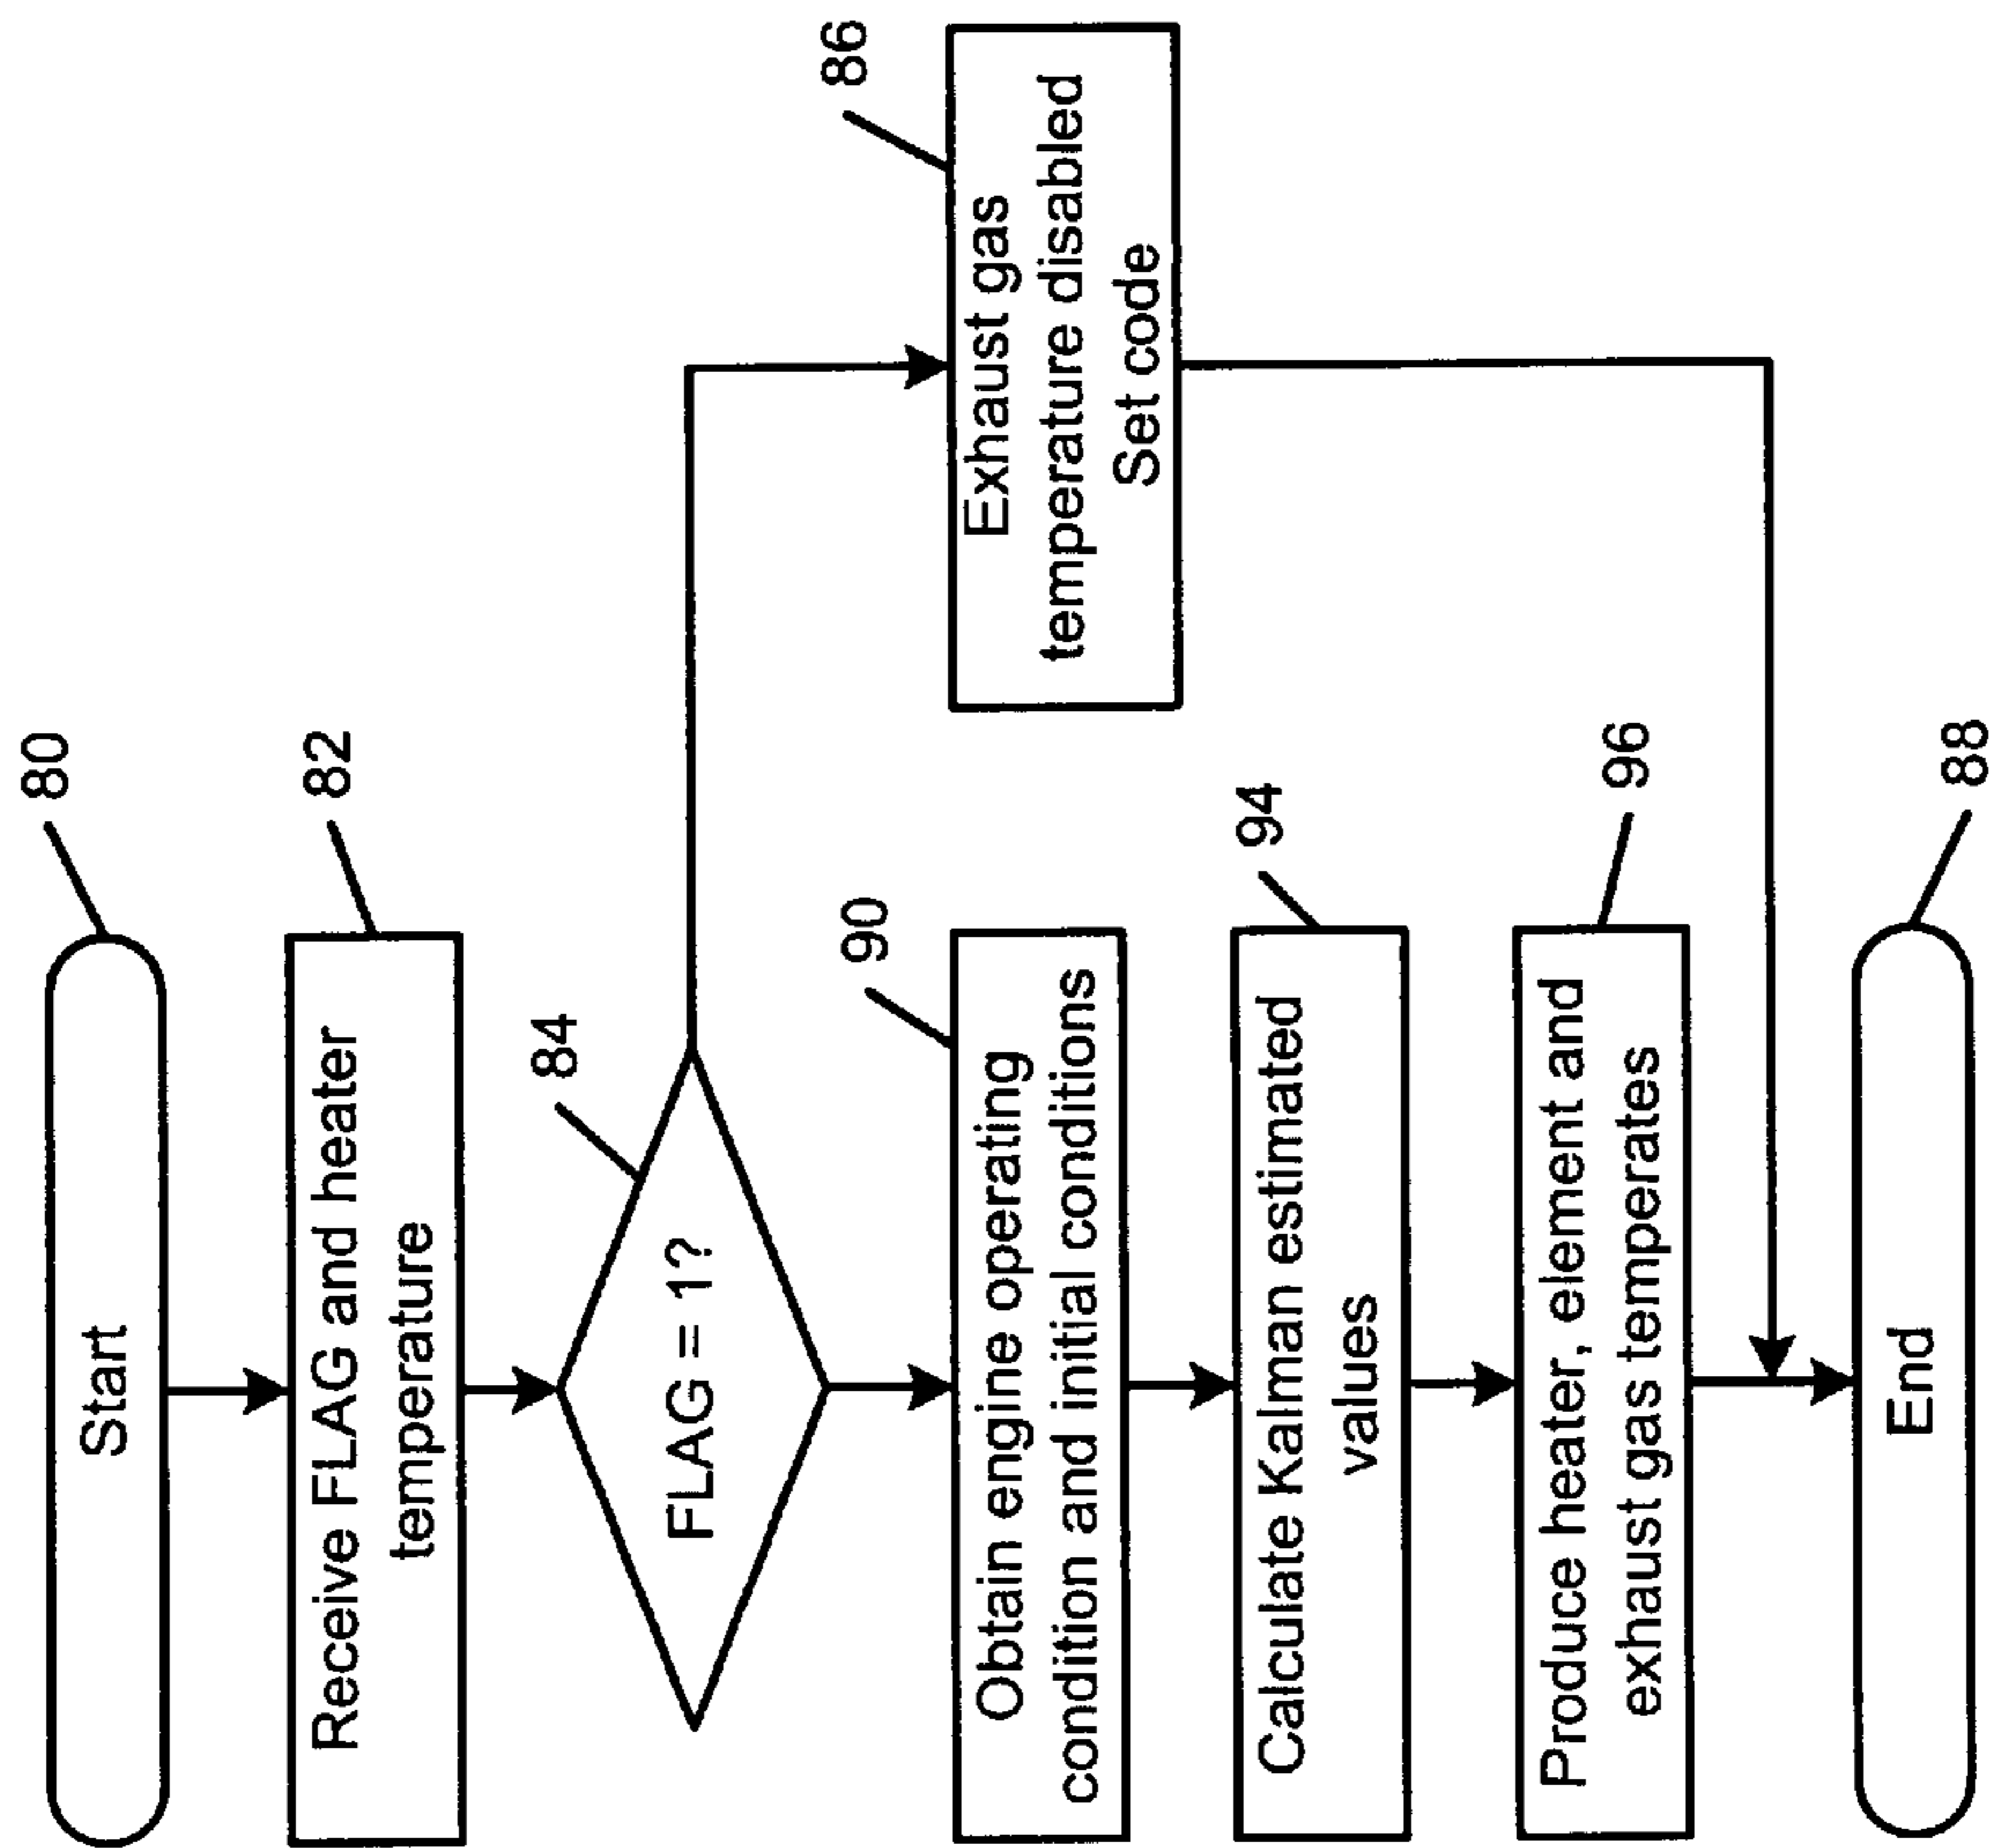 Start
80
Receive FLAG and heater
temperature
82
FLAG = 1?
84
Exhaust gas
temperature disabled
Set code
86
Obtain engine operating
condition and initial conditions
90
Calculate Kalman estimated
values
94
Produce heater, element and
exhaust gas temperates
96
End
88